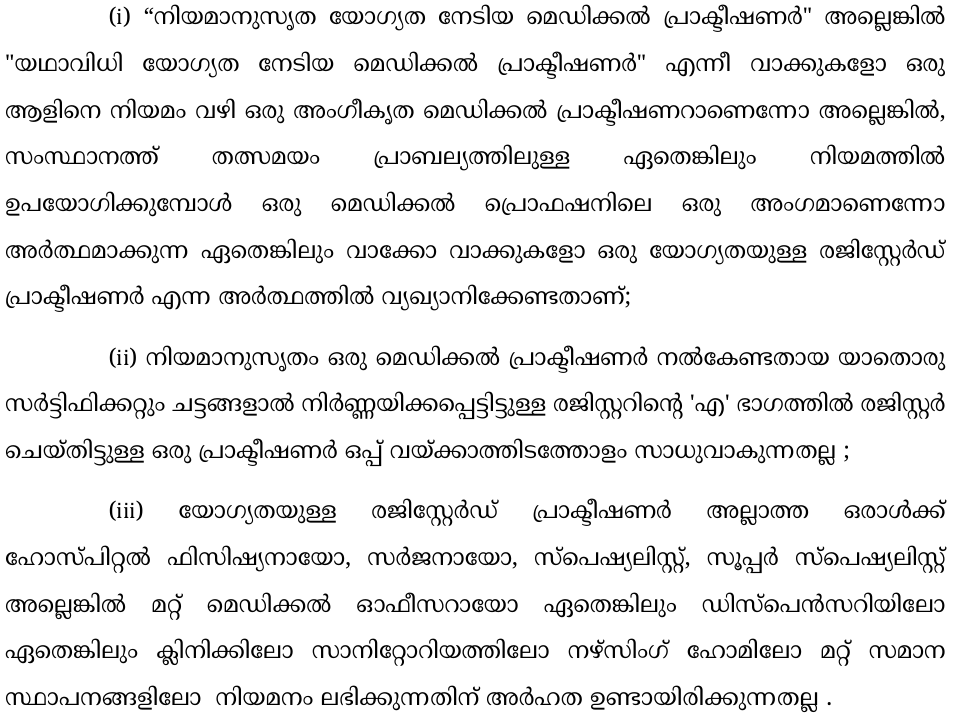 (i) “നിയമാനുസൃത യോഗ്യത നേടിയ മെഡിക്കൽ പ്രാക്ടീഷണർ" അല്ലെങ്കിൽ
"യഥാവിധി യോഗ്യത നേടിയ മെഡിക്കൽ പ്രാക്ടീഷണർ" എന്നീ വാക്കുകളോ ഒരു
ആളിനെ നിയമം വഴി ഒരു അംഗീകൃത മെഡിക്കൽ പ്രാക്ടീഷണറാണെന്നോ അല്ലെങ്കിൽ,
സംസ്ഥാനത്ത് തത്സമയം പ്രാബല്യത്തിലുള്ള ഏതെങ്കിലും നിയമത്തിൽ
ഉപയോഗിക്കുമ്പോൾ ഒരു മെഡിക്കൽ പ്രൊഫഷനിലെ ഒരു അംഗമാണെന്നോ
അർത്ഥമാക്കുന്ന ഏതെങ്കിലും വാക്കോ വാക്കുകളോ ഒരു യോഗ്യതയുള്ള രജിസ്റ്റേർഡ്
പ്രാക്ടീഷണർ എന്ന അർത്ഥത്തിൽ വ്യഖ്യാനിക്കേണ്ടതാണ്;
(ii) നിയമാനുസൃതം ഒരു മെഡിക്കൽ പ്രാക്ടീഷണർ നൽകേണ്ടതായ യാതൊരു
സർട്ടിഫിക്കറ്റും ചട്ടങ്ങളാൽ നിർണ്ണയിക്കപ്പെട്ടിട്ടുള്ള രജിസ്റ്ററിന്റെ 'എ' ഭാഗത്തിൽ രജിസ്റ്റർ
ചെയ്തിട്ടുള്ള ഒരു പ്രാക്ടീഷണർ ഒപ്പ് വയ്ക്കാത്തിടത്തോളം സാധുവാകുന്നതല്ല ;
(iii) യോഗ്യതയുള്ള രജിസ്റ്റേർഡ് പ്രാക്ടീഷണർ അല്ലാത്ത ഒരാൾക്ക്
ഹോസ്പിറ്റൽ ഫിസിഷ്യനായോ, സർജനായോ, സ്പെഷ്യലിസ്റ്റ്, സൂപ്പർ സ്പെഷ്യലിസ്റ്റ്
അല്ലെങ്കിൽ മറ്റ് മെഡിക്കൽ ഓഫീസറായോ ഏതെങ്കിലും ഡിസ്പെൻസറിയിലോ
ഏതെങ്കിലും ക്ലിനിക്കിലോ സാനിറ്റോറിയത്തിലോ നഴ്സിംഗ് ഹോമിലോ മറ്റ് സമാന
സ്ഥാപനങ്ങളിലോ നിയമനം ലഭിക്കുന്നതിന് അർഹത ഉണ്ടായിരിക്കുന്നതല്ല .